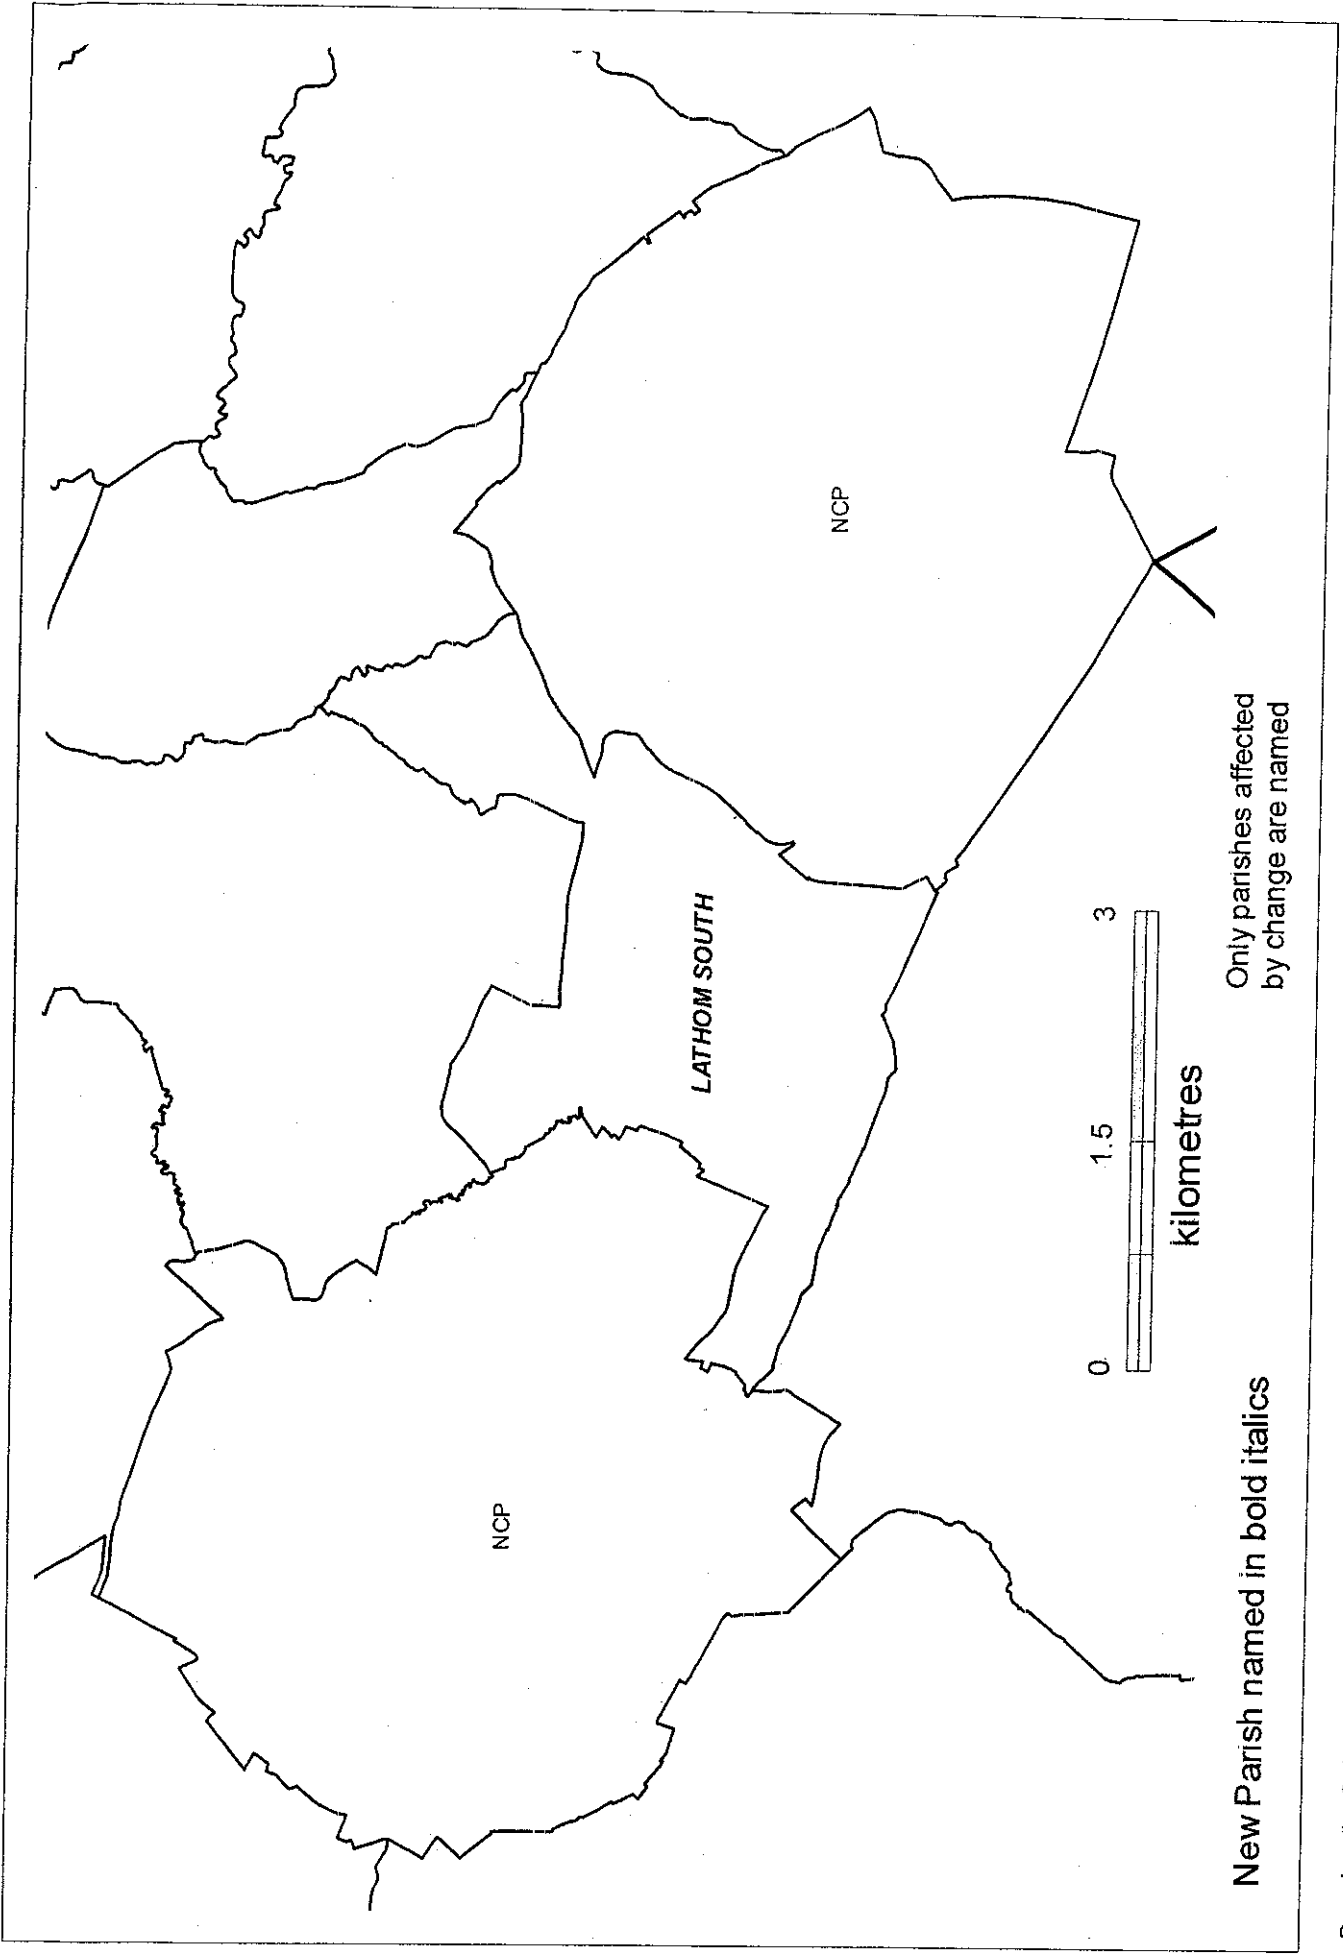 NCP
NCP
LATHOM SOUTH
0 1.5 3
kilometres
Only parishes affected
by change are named
New Parish named in bold italics